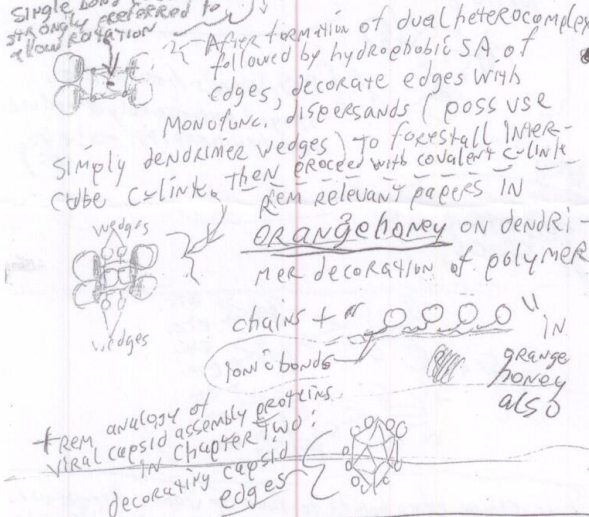 single bond
strongly preferred to
allow rotation
After formation of dual heterocomplex
followed by hydrophobic SA of
edges, decorate edges with
monofunc. dispersands (poss use
simply dendrimer wedges) to forestall inter-
cube c-link. Then proceed with covalent c-link
Rem relevant papers in
ORANGehoney on dendri-
mer decoration of polymer
chains + "
" in
orange
honey
also
ionic bonds
wedges
wedges
+ Rem analogy of
viral capsid assembly proteins
in Chapter Two:
decorating capsid
edges